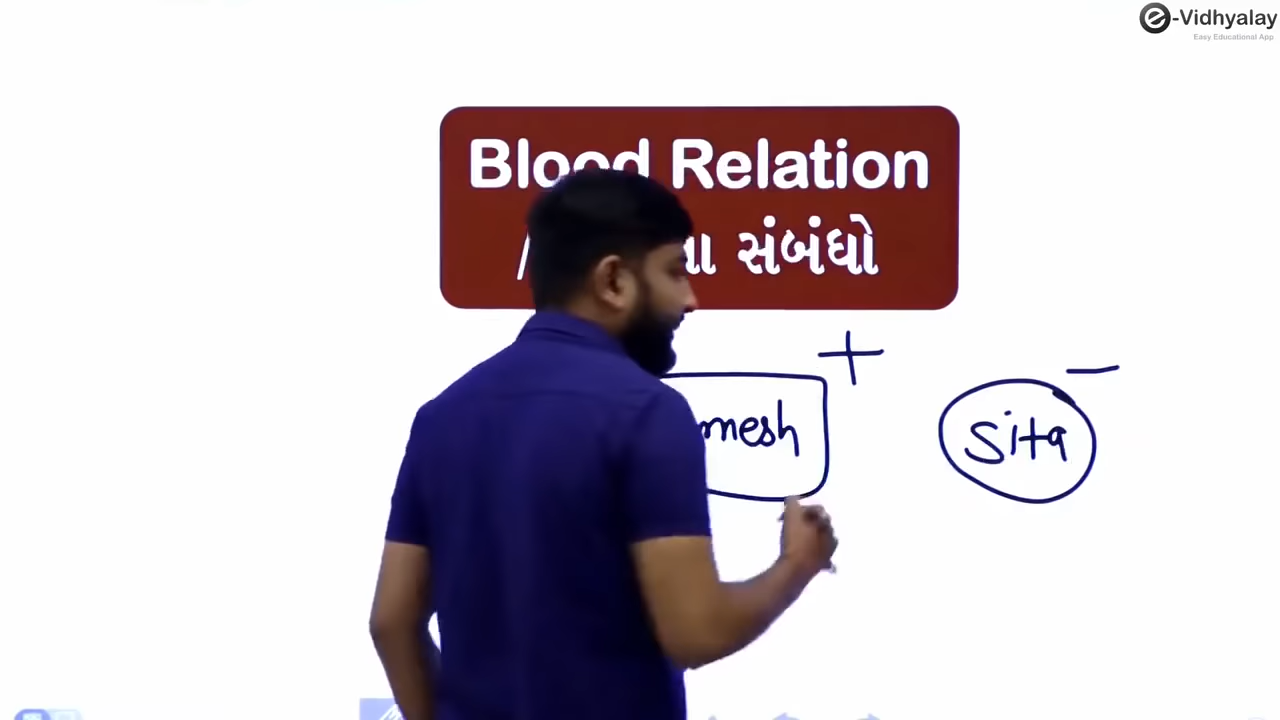 e-Vidhyalay
Easy Educational App
Blood Relation
સંબંધો
+
−
mesh
Sita